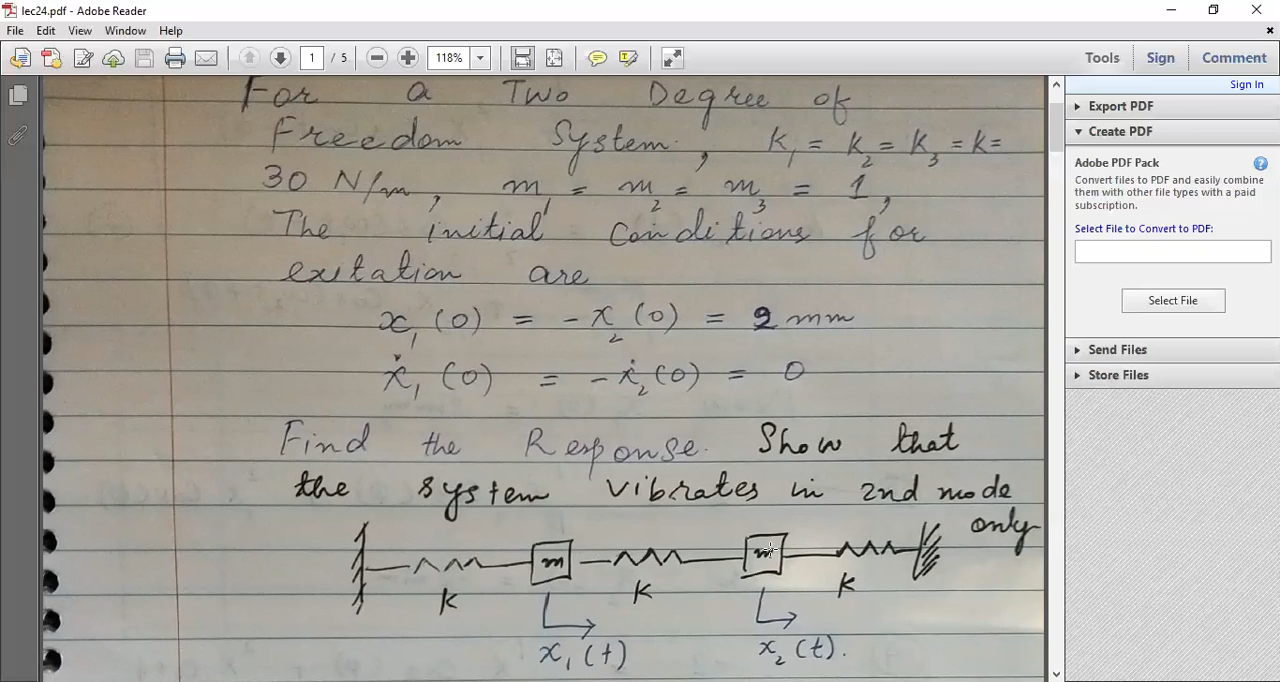 lec24.pdf - Adobe Reader
File Edit View Window Help
1 / 5 118% Tools Sign Comment
Sign In
Export PDF
Create PDF
Adobe PDF Pack
Convert files to PDF and easily combine
them with other file types with a paid
subscription.
Select File to Convert to PDF:
Select File
Send Files
Store Files
For a Two Degree of
Freedom System, K₁ = K₂ = K₃ = K =
30 N/m, m₁ = m₂ = m₃ = 1,
The initial conditions for
exitation are
x₁(0) = -x₂(0) = 2 mm
ẋ₁(0) = -ẋ₂(0) = 0
Find the Response. Show that
the system vibrates in 2nd mode
only
m m
K K K
x₁(t) x₂(t).